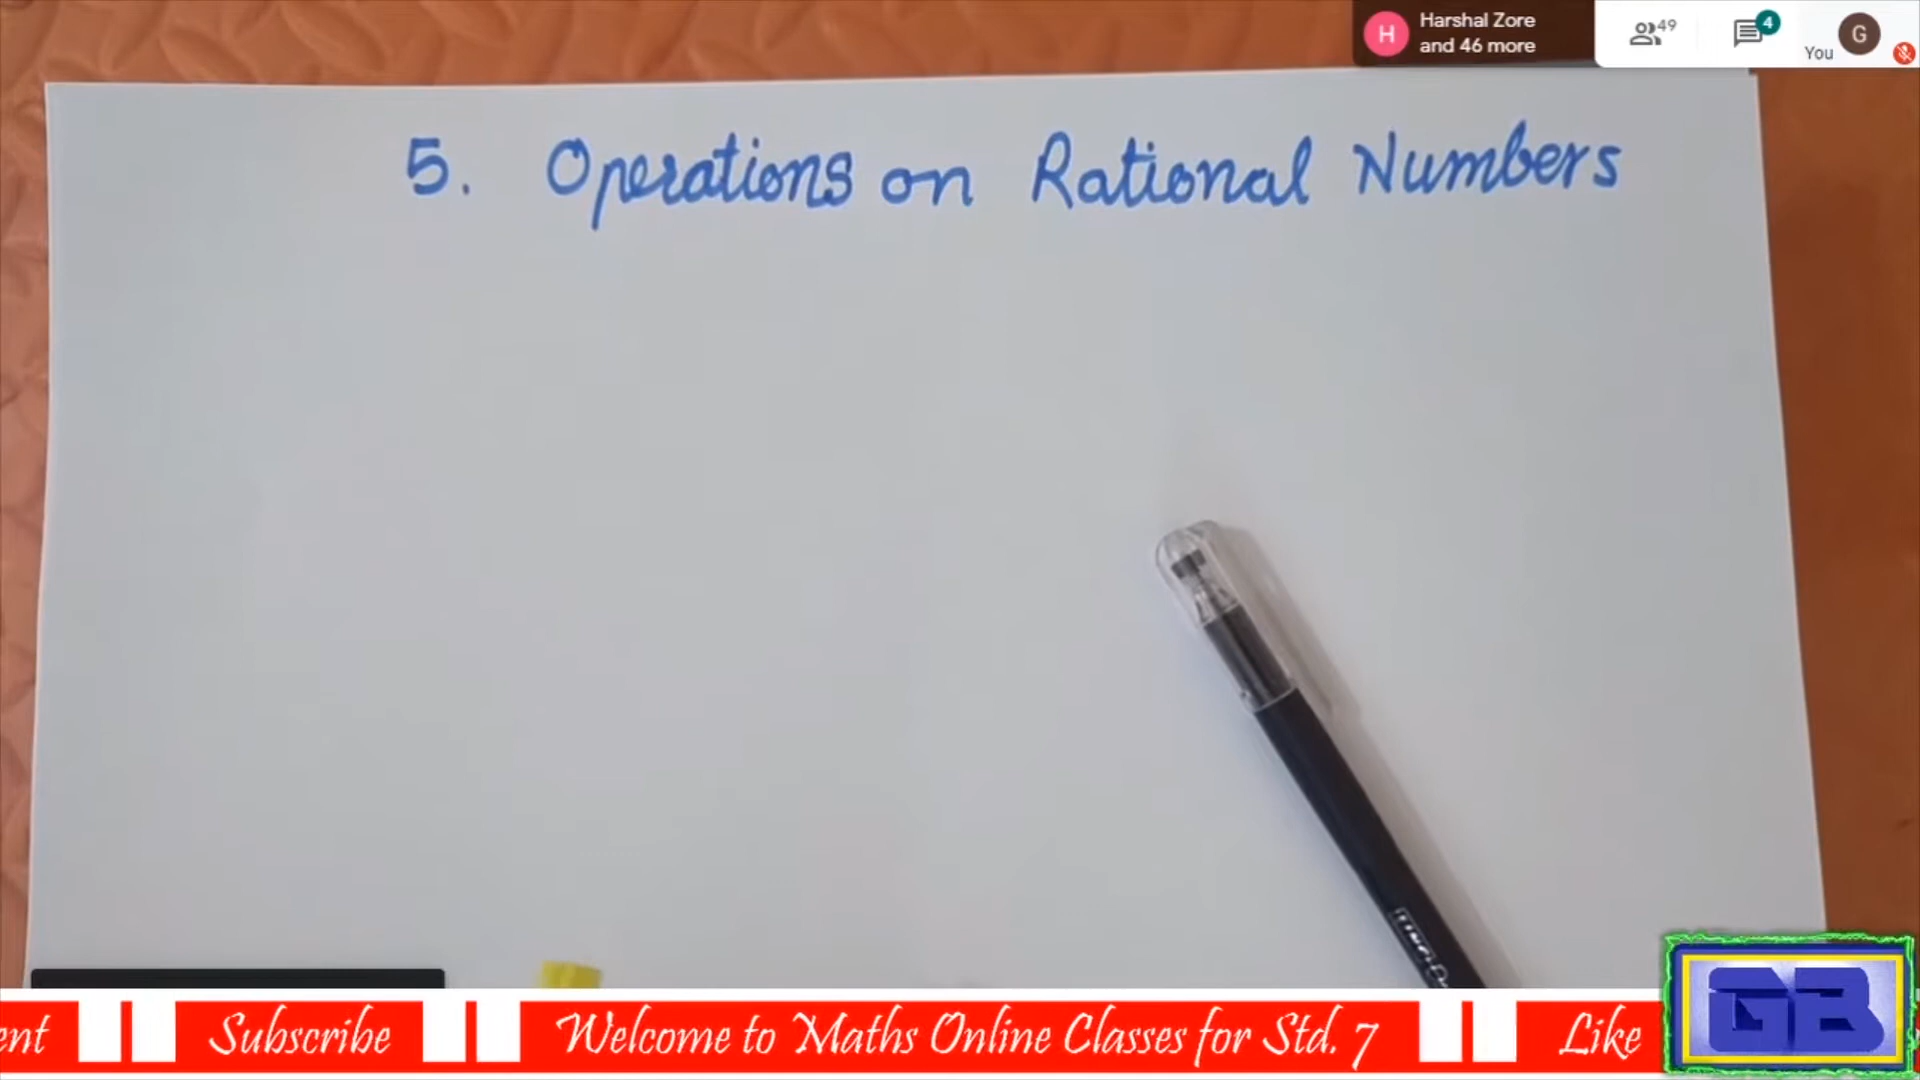 Harshal Zore
and 46 more
49
4
H
You
G
5. Operations on Rational Numbers
ent
Subscribe
Welcome to Maths Online Classes for Std. 7
Like
GB